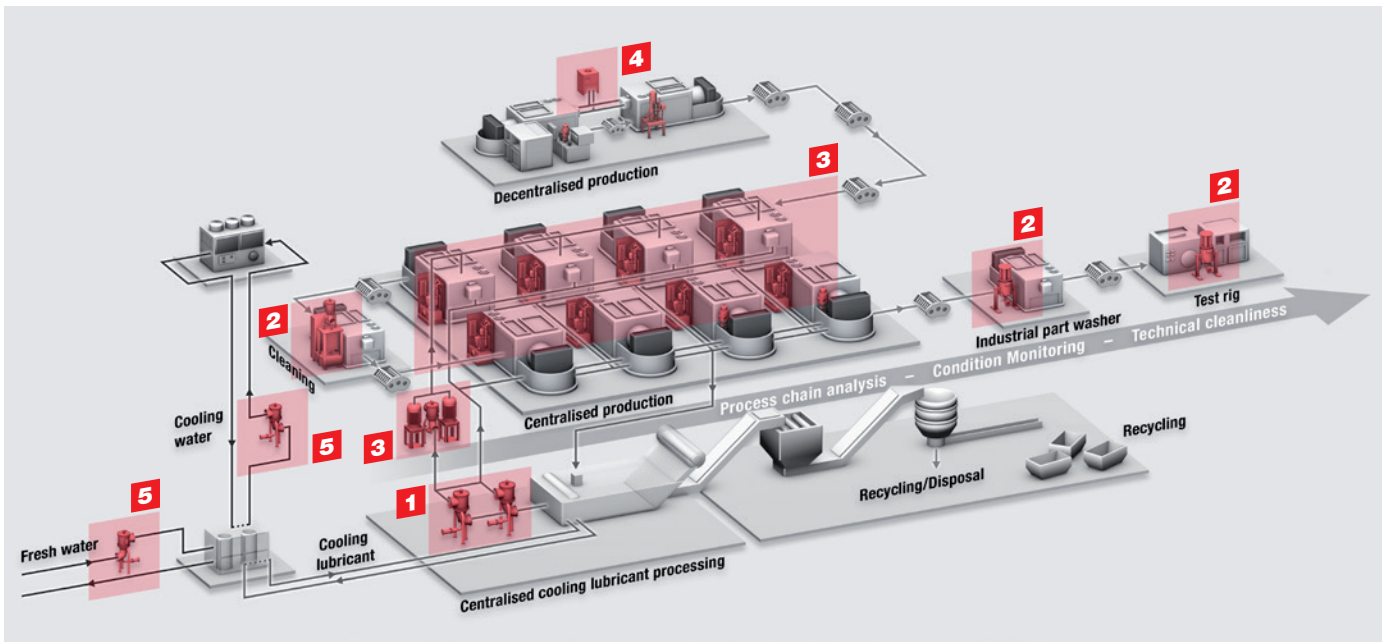 4
Decentralised production
3
2
2
Test rig
Industrial part washer
2
Cleaning
Process chain analysis – Condition Monitoring – Technical cleanliness
Centralised production
Cooling
water
3
5
Recycling
Recycling/Disposal
1
5
Fresh water
Cooling
lubricant
Centralised cooling lubricant processing